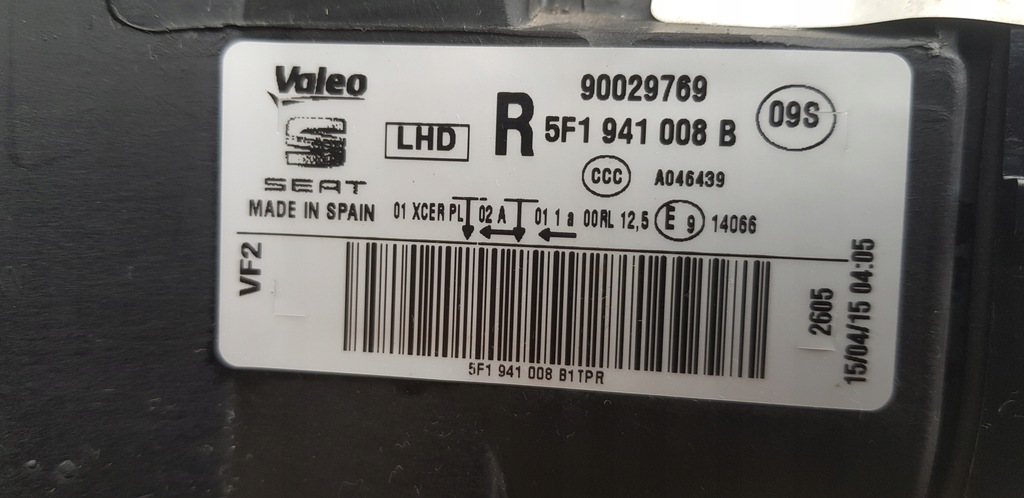 Valeo
SEAT
MADE IN SPAIN
LHD
R
90029769
5F1 941 008 B
09S
CCC A046439
01 XCER PL 02 A 01 1 a 00RL 12,5 E 9 14066
VF2
5F1 941 008 B1TPR
2605
15/04/15 04:05